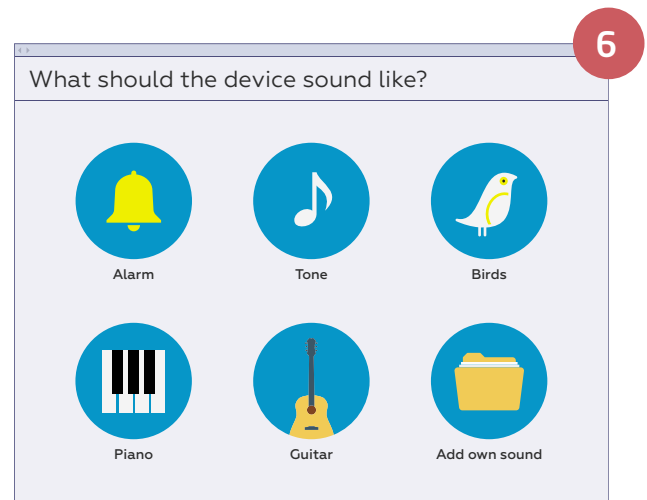 6
What should the device sound like?
Alarm
Tone
Birds
Piano
Guitar
Add own sound